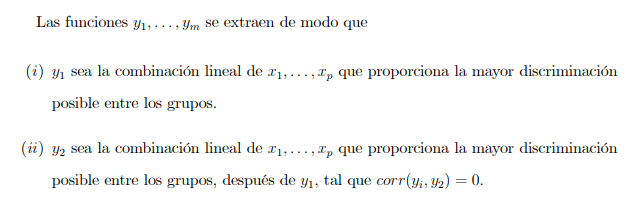 Las funciones y₁, . . . , yₘ se extraen de modo que
(i) y₁ sea la combinación lineal de x₁, . . . , xₚ que proporciona la mayor discriminación
posible entre los grupos.
(ii) y₂ sea la combinación lineal de x₁, . . . , xₚ que proporciona la mayor discriminación
posible entre los grupos, después de y₁, tal que corr(yᵢ, y₂) = 0.